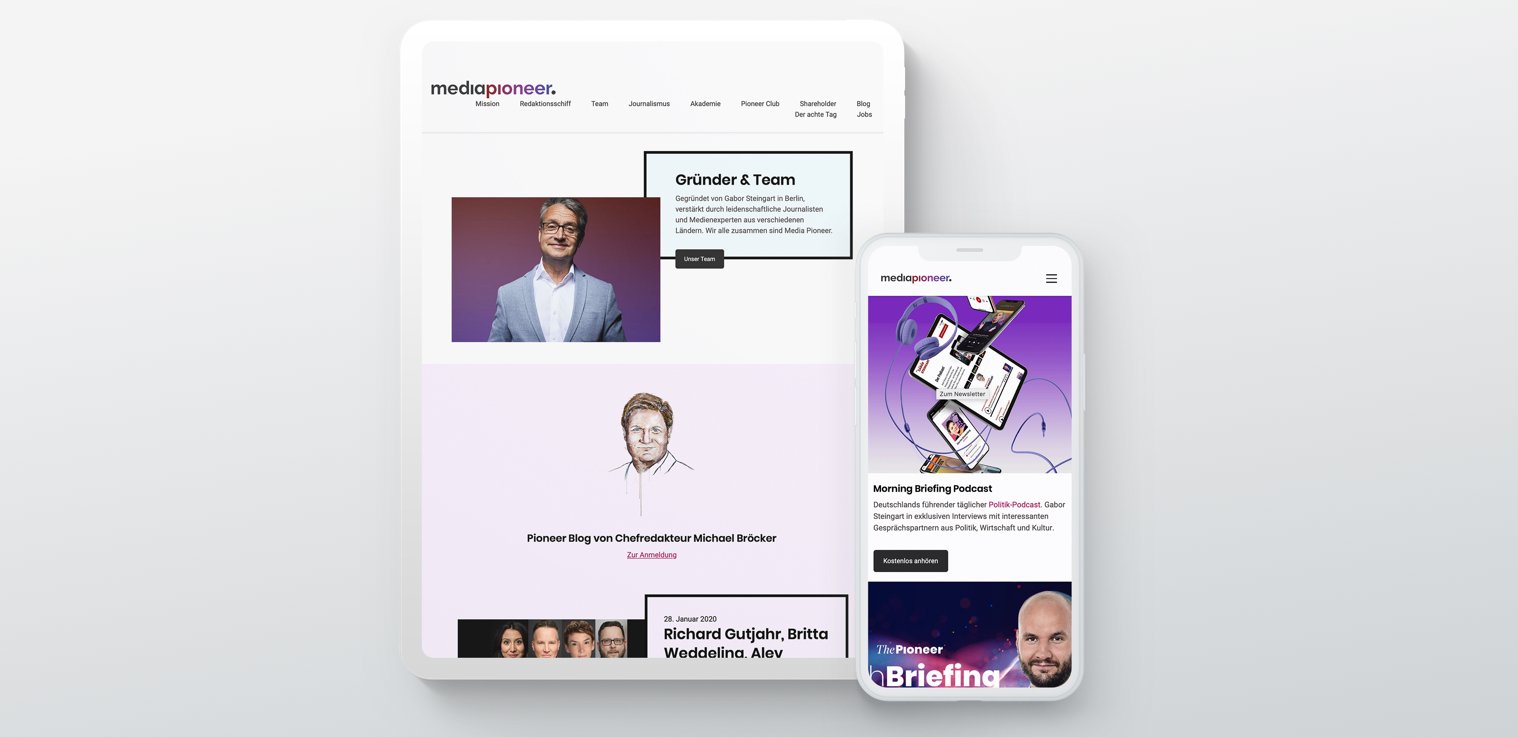 mediapioneer.
Mission Redaktionsschiff Team Journalismus Akademie Pioneer Club Shareholder Blog
Der achte Tag Jobs
Gründer & Team
Gegründet von Gabor Steingart in Berlin,
verstärkt durch leidenschaftliche Journalisten
und Medienexperten aus verschiedenen
Ländern. Wir alle zusammen sind Media Pioneer.
Unser Team
Pioneer Blog von Chefredakteur Michael Bröcker
Zur Anmeldung
28. Januar 2020
Richard Gutjahr, Britta
Weddeling, Alev
mediapioneer.
Zum Newsletter
Morning Briefing Podcast
Deutschlands führender täglicher Politik-Podcast. Gabor
Steingart in exklusiven Interviews mit interessanten
Gesprächspartnern aus Politik, Wirtschaft und Kultur.
Kostenlos anhören
ThePioneer
Briefing